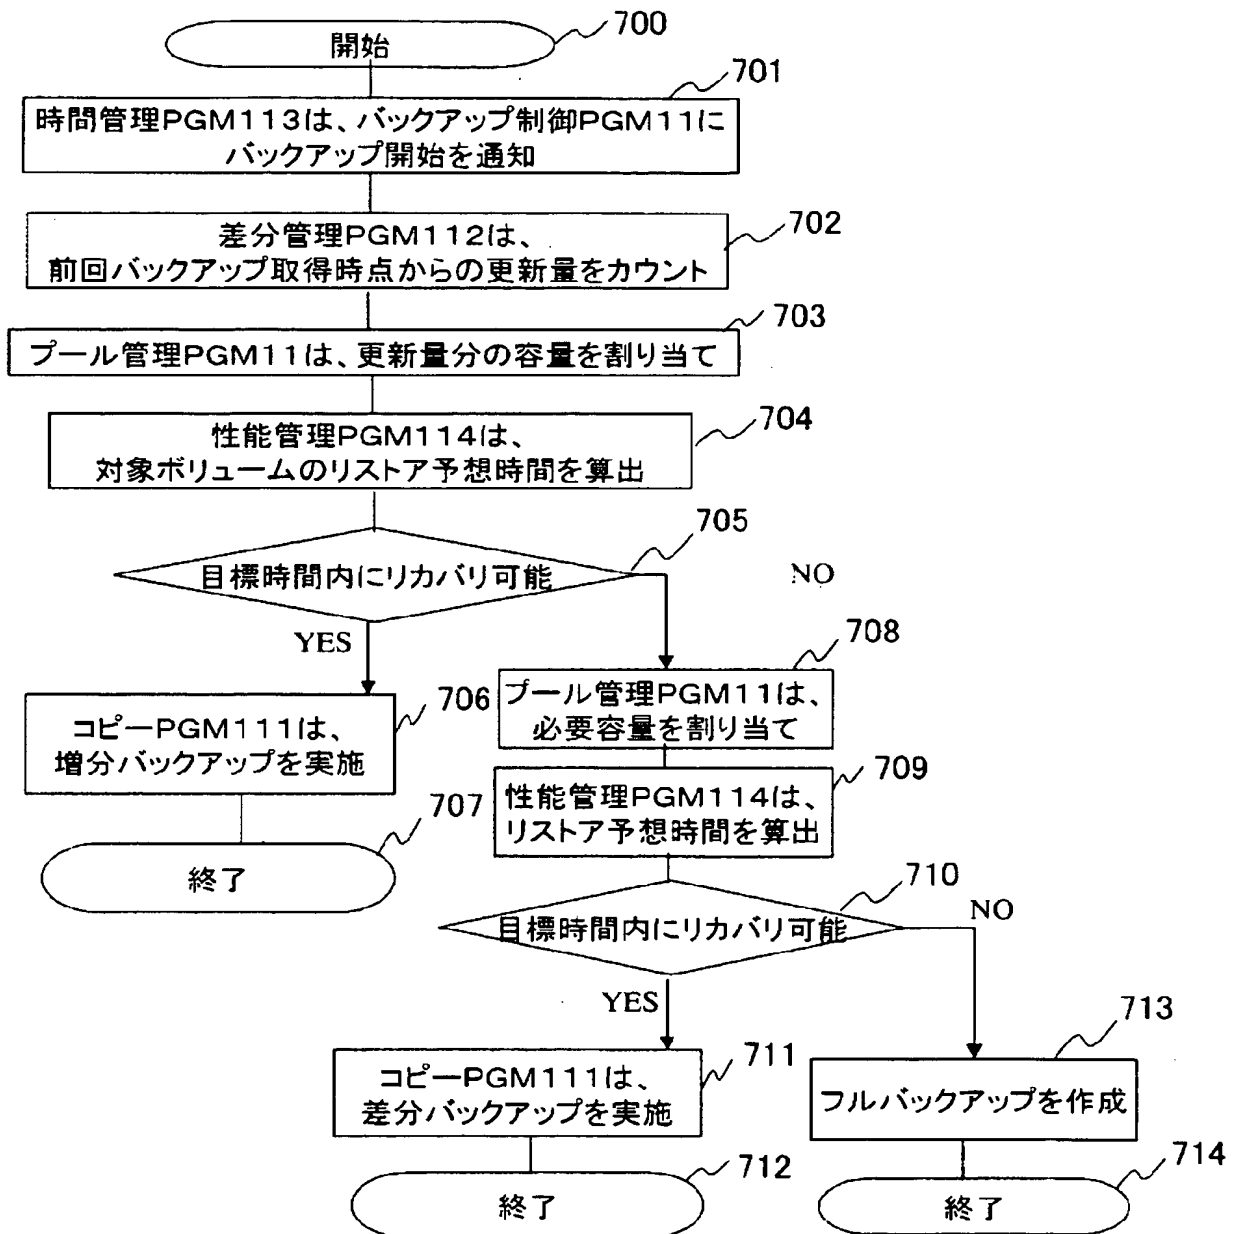 開始
700
701
時間管理PGM113は、バックアップ制御PGM11に
バックアップ開始を通知
702
差分管理PGM112は、
前回バックアップ取得時点からの更新量をカウント
703
プール管理PGM11は、更新量分の容量を割り当て
704
性能管理PGM114は、
対象ボリュームのリストア予想時間を算出
705
目標時間内にリカバリ可能
NO
YES
706
コピーPGM111は、
増分バックアップを実施
707
終了
708
プール管理PGM11は、
必要容量を割り当て
709
性能管理PGM114は、
リストア予想時間を算出
710
目標時間内にリカバリ可能
NO
YES
711
コピーPGM111は、
差分バックアップを実施
712
終了
713
フルバックアップを作成
714
終了